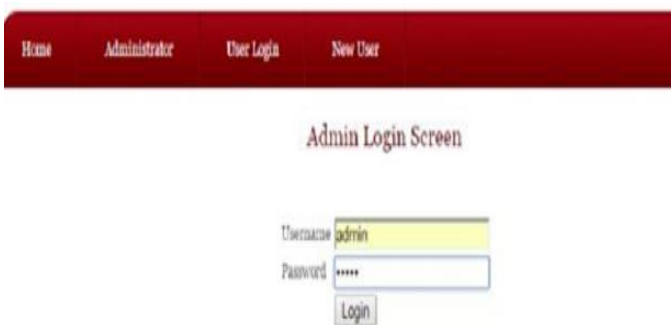 Home Administrator User Login New User
Admin Login Screen
Username admin
Password •••••
Login